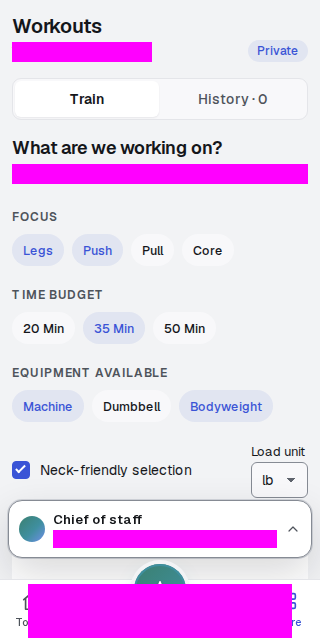 Workouts
Private
Train
History · 0
What are we working on?
FOCUS
Legs
Push
Pull
Core
TIME BUDGET
20 Min
35 Min
50 Min
EQUIPMENT AVAILABLE
Machine
Dumbbell
Bodyweight
Load unit
Neck-friendly selection
lb
Chief of staff